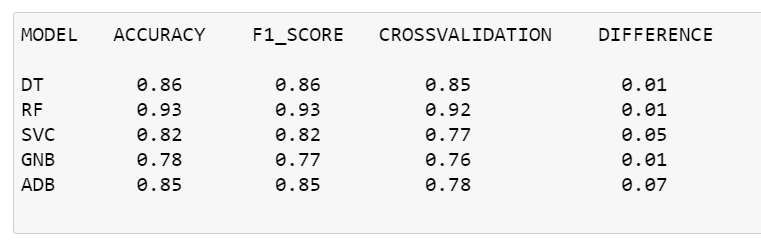 MODEL ACCURACY F1_SCORE CROSSVALIDATION DIFFERENCE
DT 0.86 0.86 0.85 0.01
RF 0.93 0.93 0.92 0.01
SVC 0.82 0.82 0.77 0.05
GNB 0.78 0.77 0.76 0.01
ADB 0.85 0.85 0.78 0.07